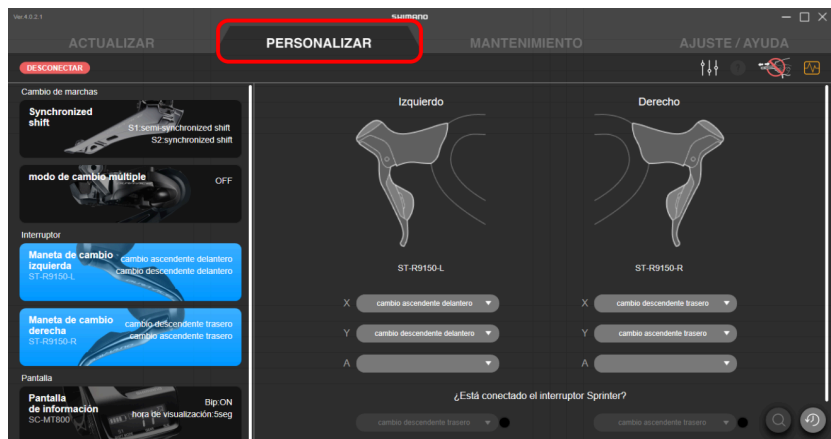 Ver.4.0.2.1
SHIMANO
ACTUALIZAR
PERSONALIZAR
MANTENIMIENTO
AJUSTE / AYUDA
DESCONECTAR
Cambio de marchas
Synchronized
shift
S1:semi-synchronized shift
S2:synchronized shift
modo de cambio múltiple
OFF
Interruptor
Maneta de cambio
izquierda
ST-R9150-L
cambio ascendente delantero
cambio descendente delantero
Maneta de cambio
derecha
ST-R9150-R
cambio descendente trasero
cambio ascendente trasero
Pantalla
Pantalla
de información
SC-MT800
Bip:ON
hora de visualización:5seg
Izquierdo
Derecho
ST-R9150-L
ST-R9150-R
X cambio ascendente delantero
X cambio descendente trasero
Y cambio descendente delantero
Y cambio ascendente trasero
A
A
¿Está conectado el interruptor Sprinter?
cambio descendente trasero
cambio ascendente trasero